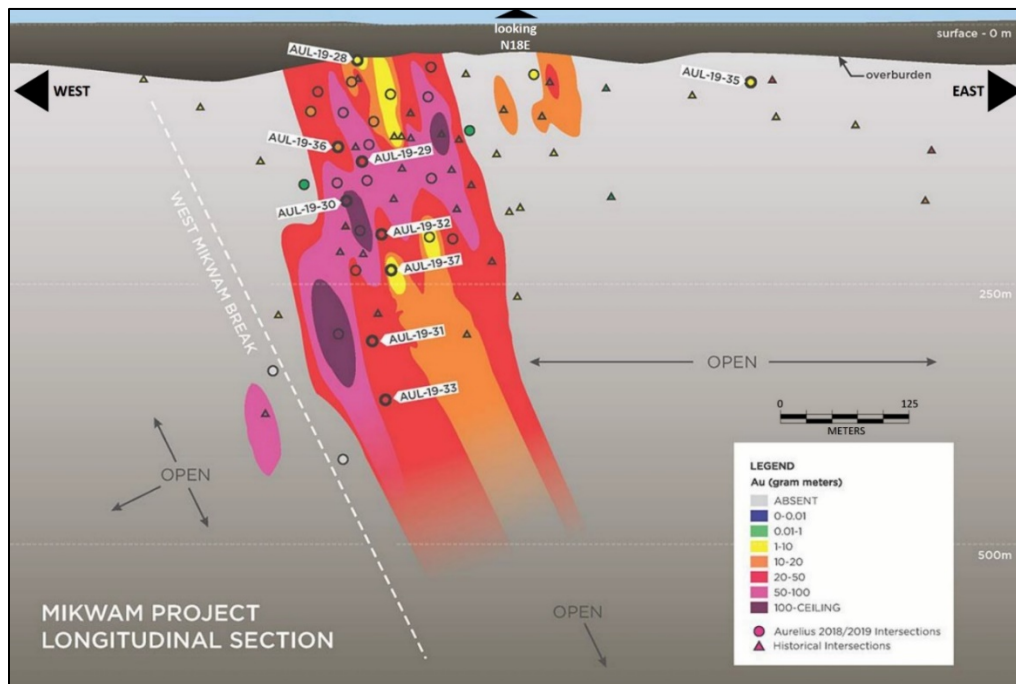 looking
N18E
surface - 0 m
AUL-19-28
AUL-19-35
overburden
WEST
EAST
AUL-19-36
AUL-19-29
AUL-19-30
AUL-19-32
AUL-19-37
WEST MIKWAM BREAK
250m
AUL-19-31
OPEN
AUL-19-33
0
125
METERS
OPEN
LEGEND
Au (gram meters)
ABSENT
0-0.01
0.01-1
1-10
10-20
20-50
50-100
100-CEILING
Aurelius 2018/2019 Intersections
Historical Intersections
500m
MIKWAM PROJECT
LONGITUDINAL SECTION
OPEN